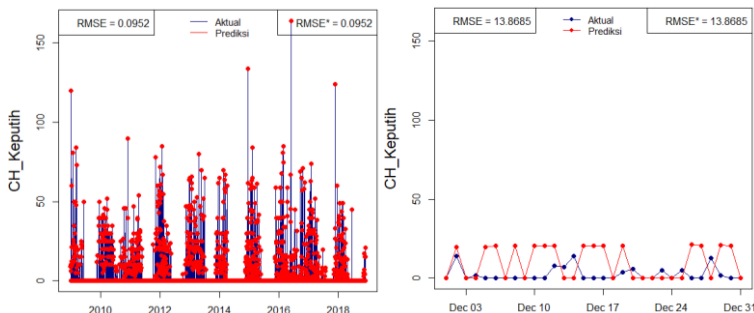 RMSE = 0.0952
Aktual
Prediksi
RMSE* = 0.0952
CH_Keputih
150
100
50
0
2010
2012
2014
2016
2018
RMSE = 13.8685
Aktual
Prediksi
RMSE* = 13.8685
CH_Keputih
150
100
50
0
Dec 03
Dec 10
Dec 17
Dec 24
Dec 31